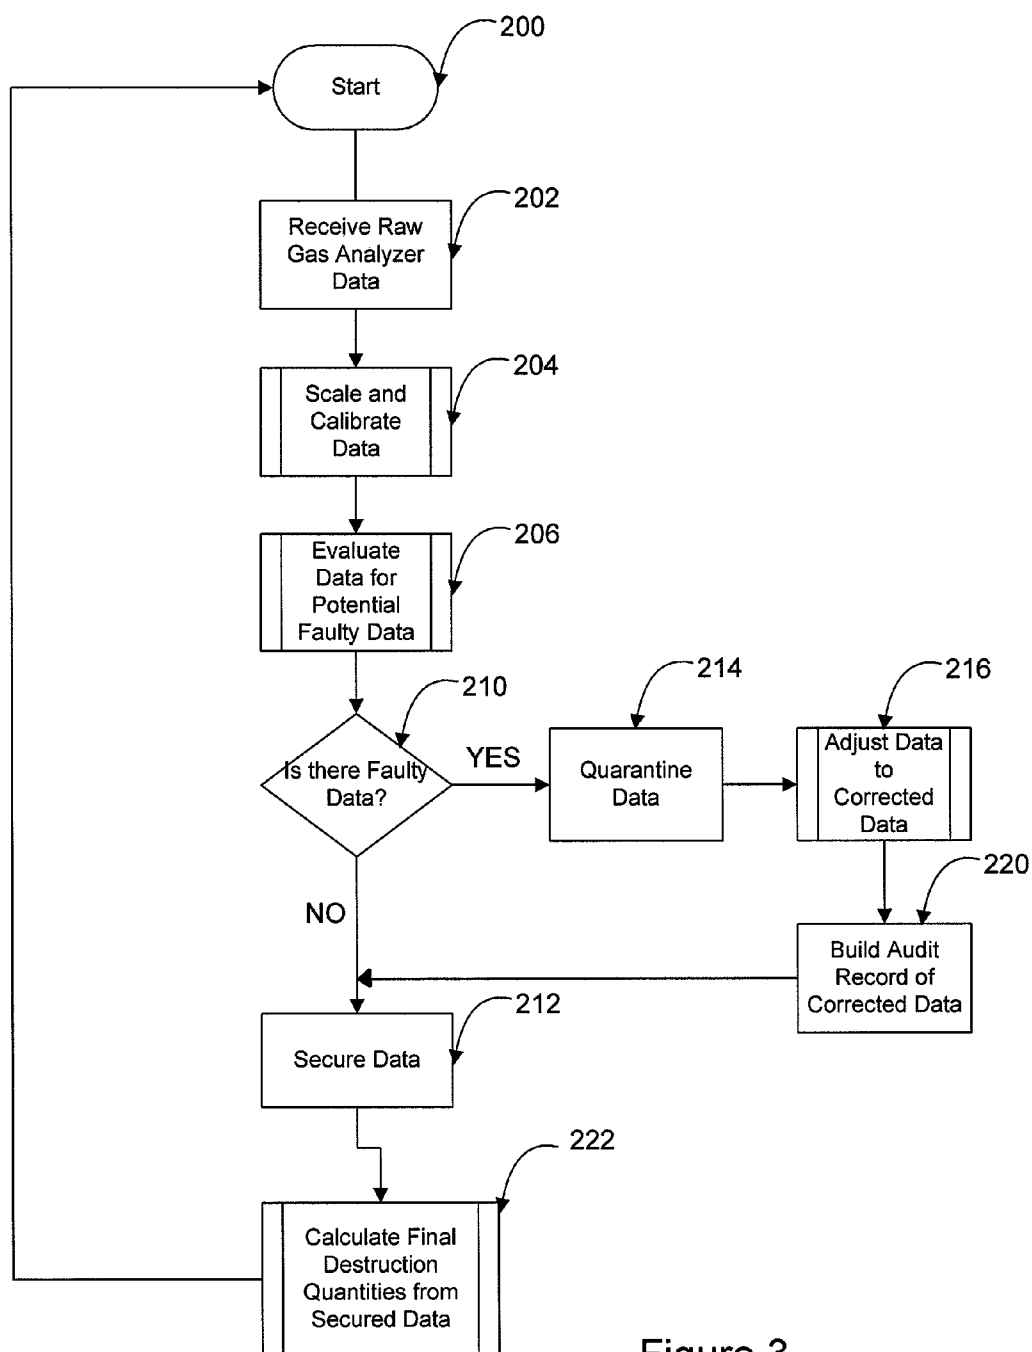 200
Start
202
Receive Raw
Gas Analyzer
Data
204
Scale and
Calibrate
Data
206
Evaluate
Data for
Potential
Faulty Data
210
Is there Faulty
Data?
YES
214
Quarantine
Data
216
Adjust Data
to
Corrected
Data
220
Build Audit
Record of
Corrected Data
NO
212
Secure Data
222
Calculate Final
Destruction
Quantities from
Secured Data
Figure 3